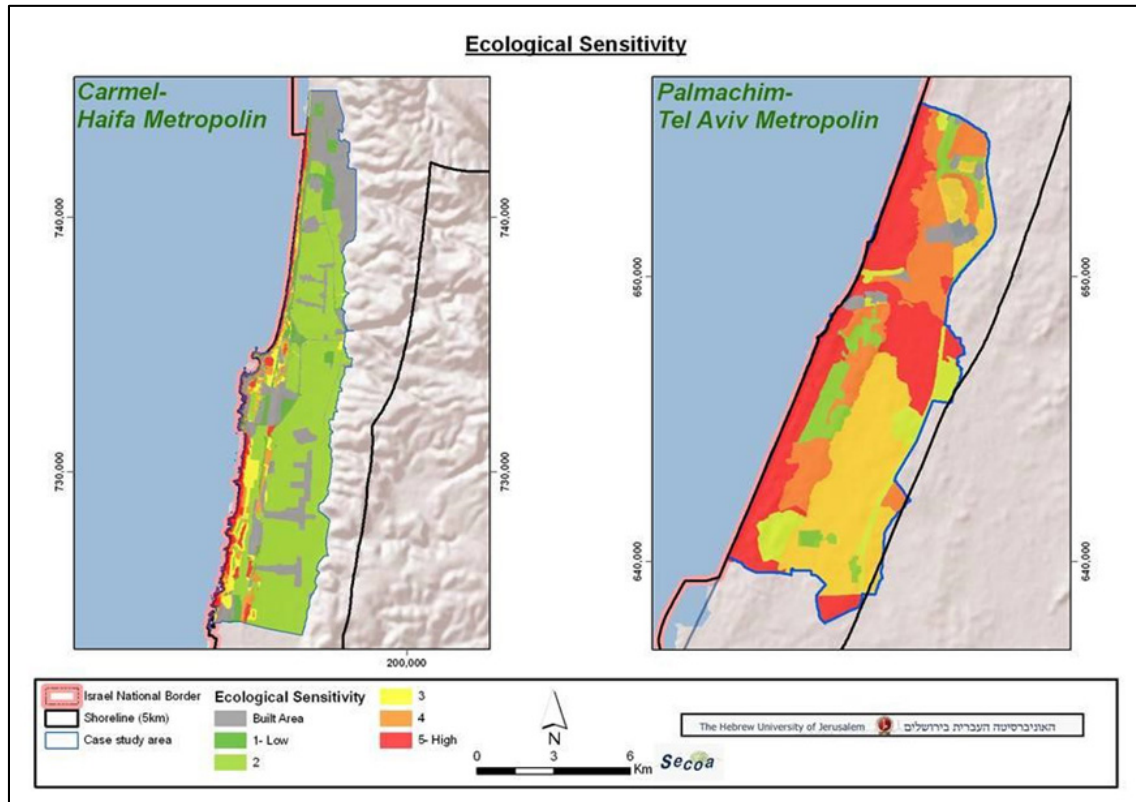 Ecological Sensitivity
Carmel-
Haifa Metropolin
740,000
740,000
730,000
730,000
200,000
Palmachim-
Tel Aviv Metropolin
650,000
650,000
640,000
640,000
Israel National Border
Shoreline (5km)
Case study area
Ecological Sensitivity
Built Area
1- Low
2
3
4
5- High
N
0 3 6
Km
The Hebrew University of Jerusalem האוניברסיטה העברית בירושלים
Secoa